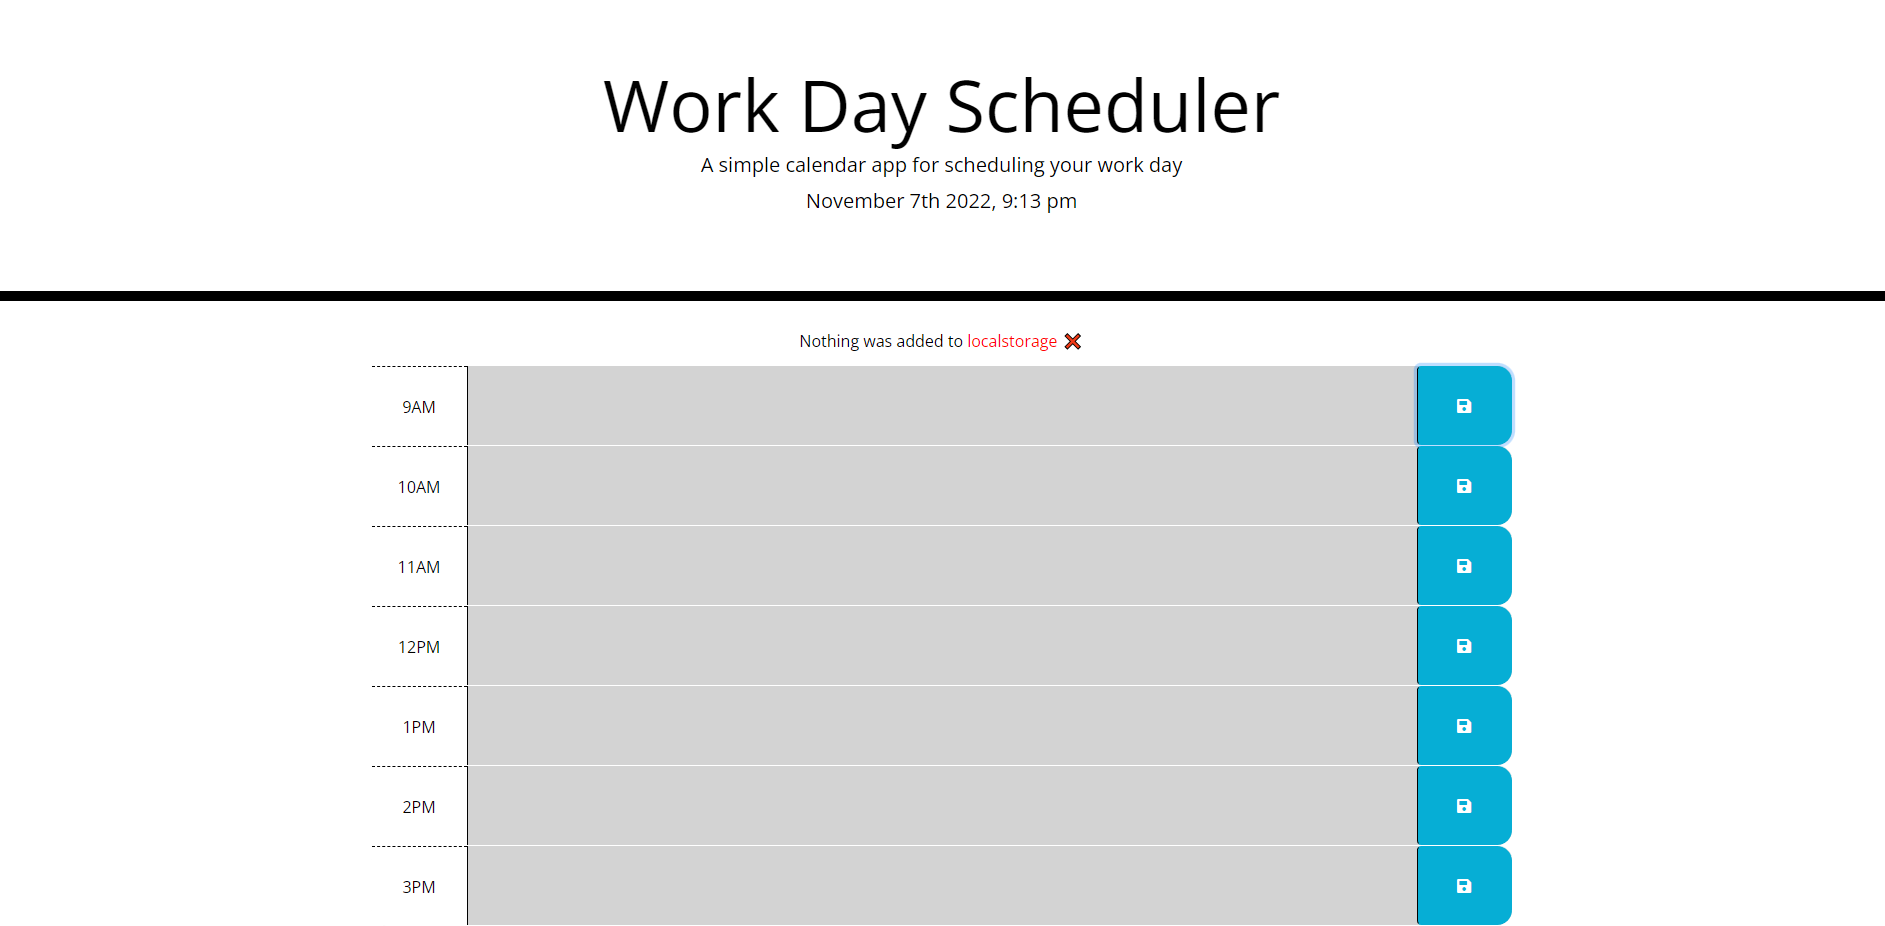 Work Day Scheduler
A simple calendar app for scheduling your work day
November 7th 2022, 9:13 pm
Nothing was added to localstorage ❌
9AM
10AM
11AM
12PM
1PM
2PM
3PM